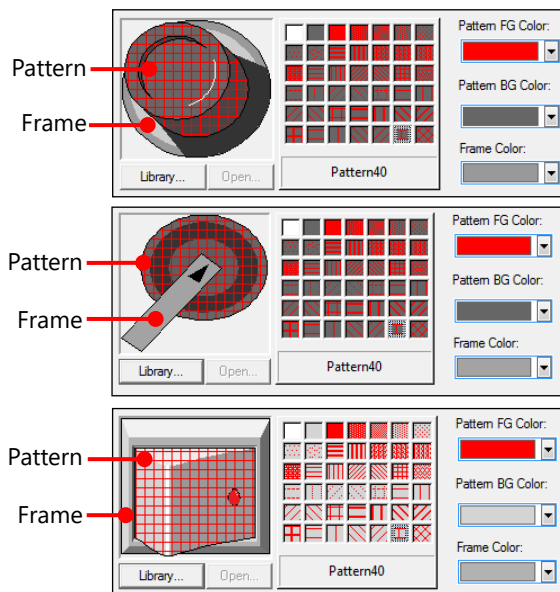 Pattern
Frame
Library... Open...
Pattern40
Pattern FG Color:
Pattern BG Color:
Frame Color:
Pattern
Frame
Library... Open...
Pattern40
Pattern FG Color:
Pattern BG Color:
Frame Color:
Pattern
Frame
Library... Open...
Pattern40
Pattern FG Color:
Pattern BG Color:
Frame Color: